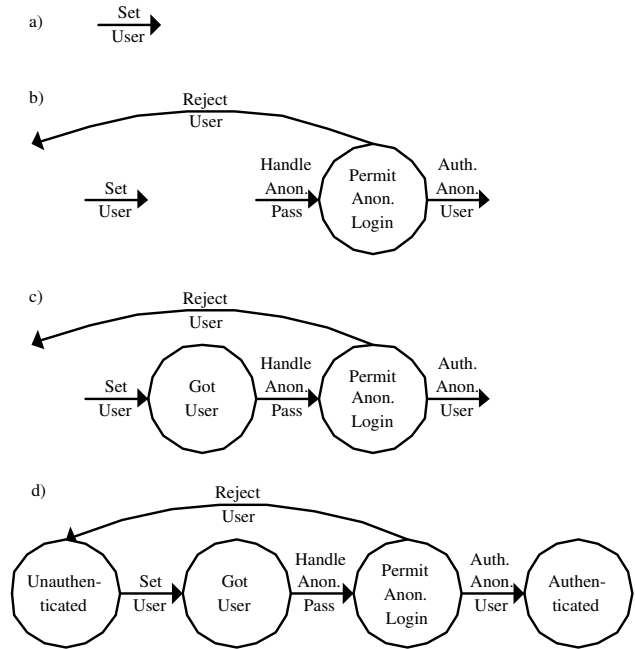 a)
Set
User
b)
Reject
User
Set
User
Handle
Anon.
Pass
Permit
Anon.
Login
Auth.
Anon.
User
c)
Reject
User
Set
User
Got
User
Handle
Anon.
Pass
Permit
Anon.
Login
Auth.
Anon.
User
d)
Reject
User
Unauthen-
ticated
Set
User
Got
User
Handle
Anon.
Pass
Permit
Anon.
Login
Auth.
Anon.
User
Authen-
ticated